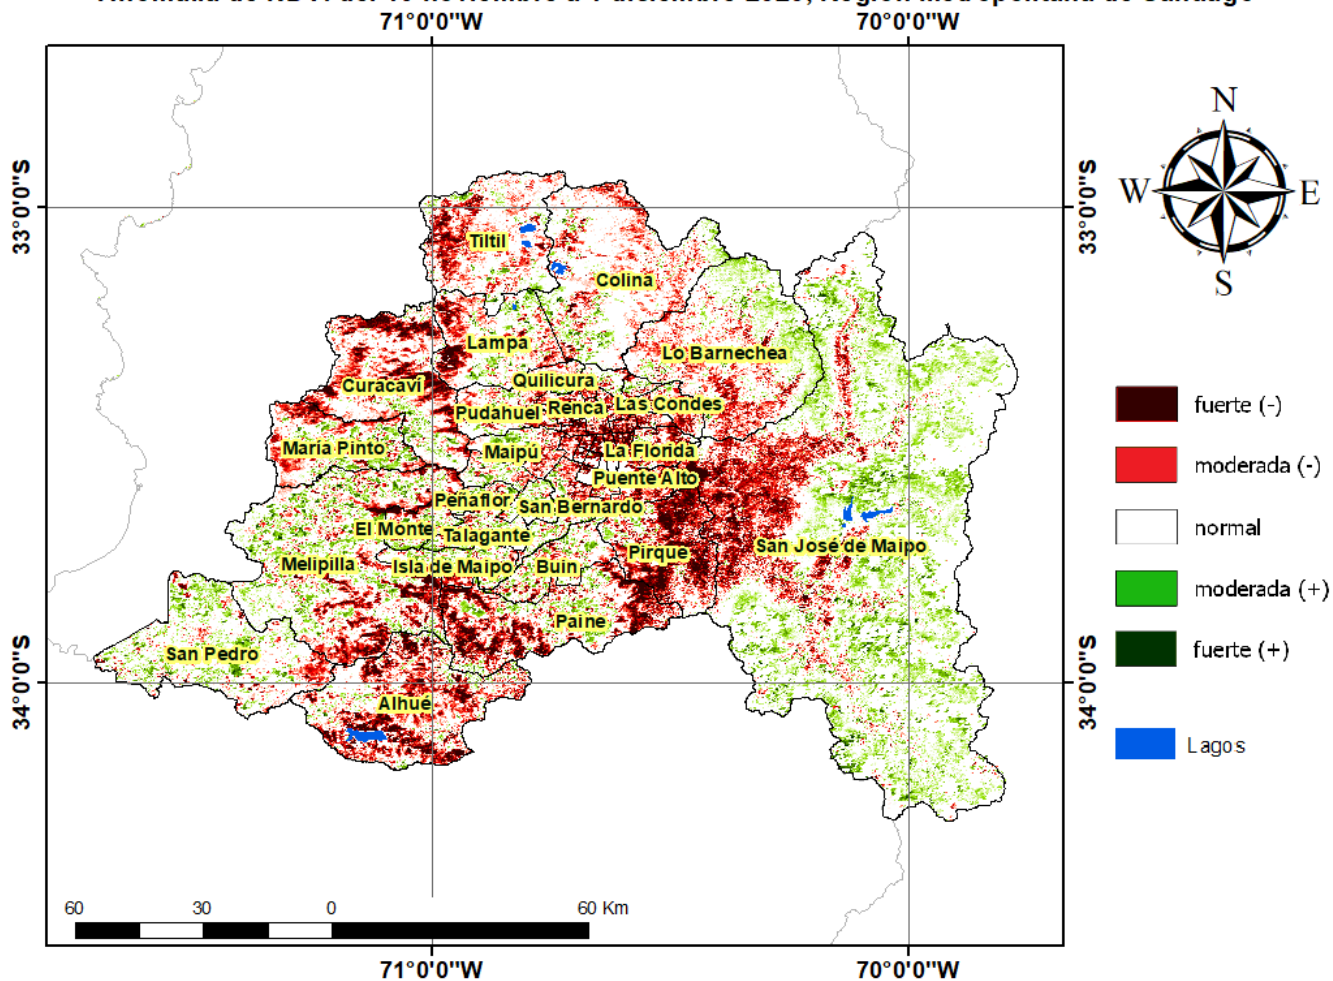 71°0'0"W
70°0'0"W
33°0'0"S
33°0'0"S
N
W
E
S
Tiltil
Colina
Lampa
Lo Barnechea
Quilicura
Curacaví
Pudahuel
Renca
Las Condes
María Pinto
Maipú
La Florida
Puente Alto
Peñaflor
San Bernardo
El Monte
Talagante
Pirque
San José de Maipo
Melipilla
Isla de Maipo
Buin
Paine
San Pedro
Alhué
34°0'0"S
34°0'0"S
fuerte (-)
moderada (-)
normal
moderada (+)
fuerte (+)
Lagos
60
30
0
60 Km
71°0'0"W
70°0'0"W